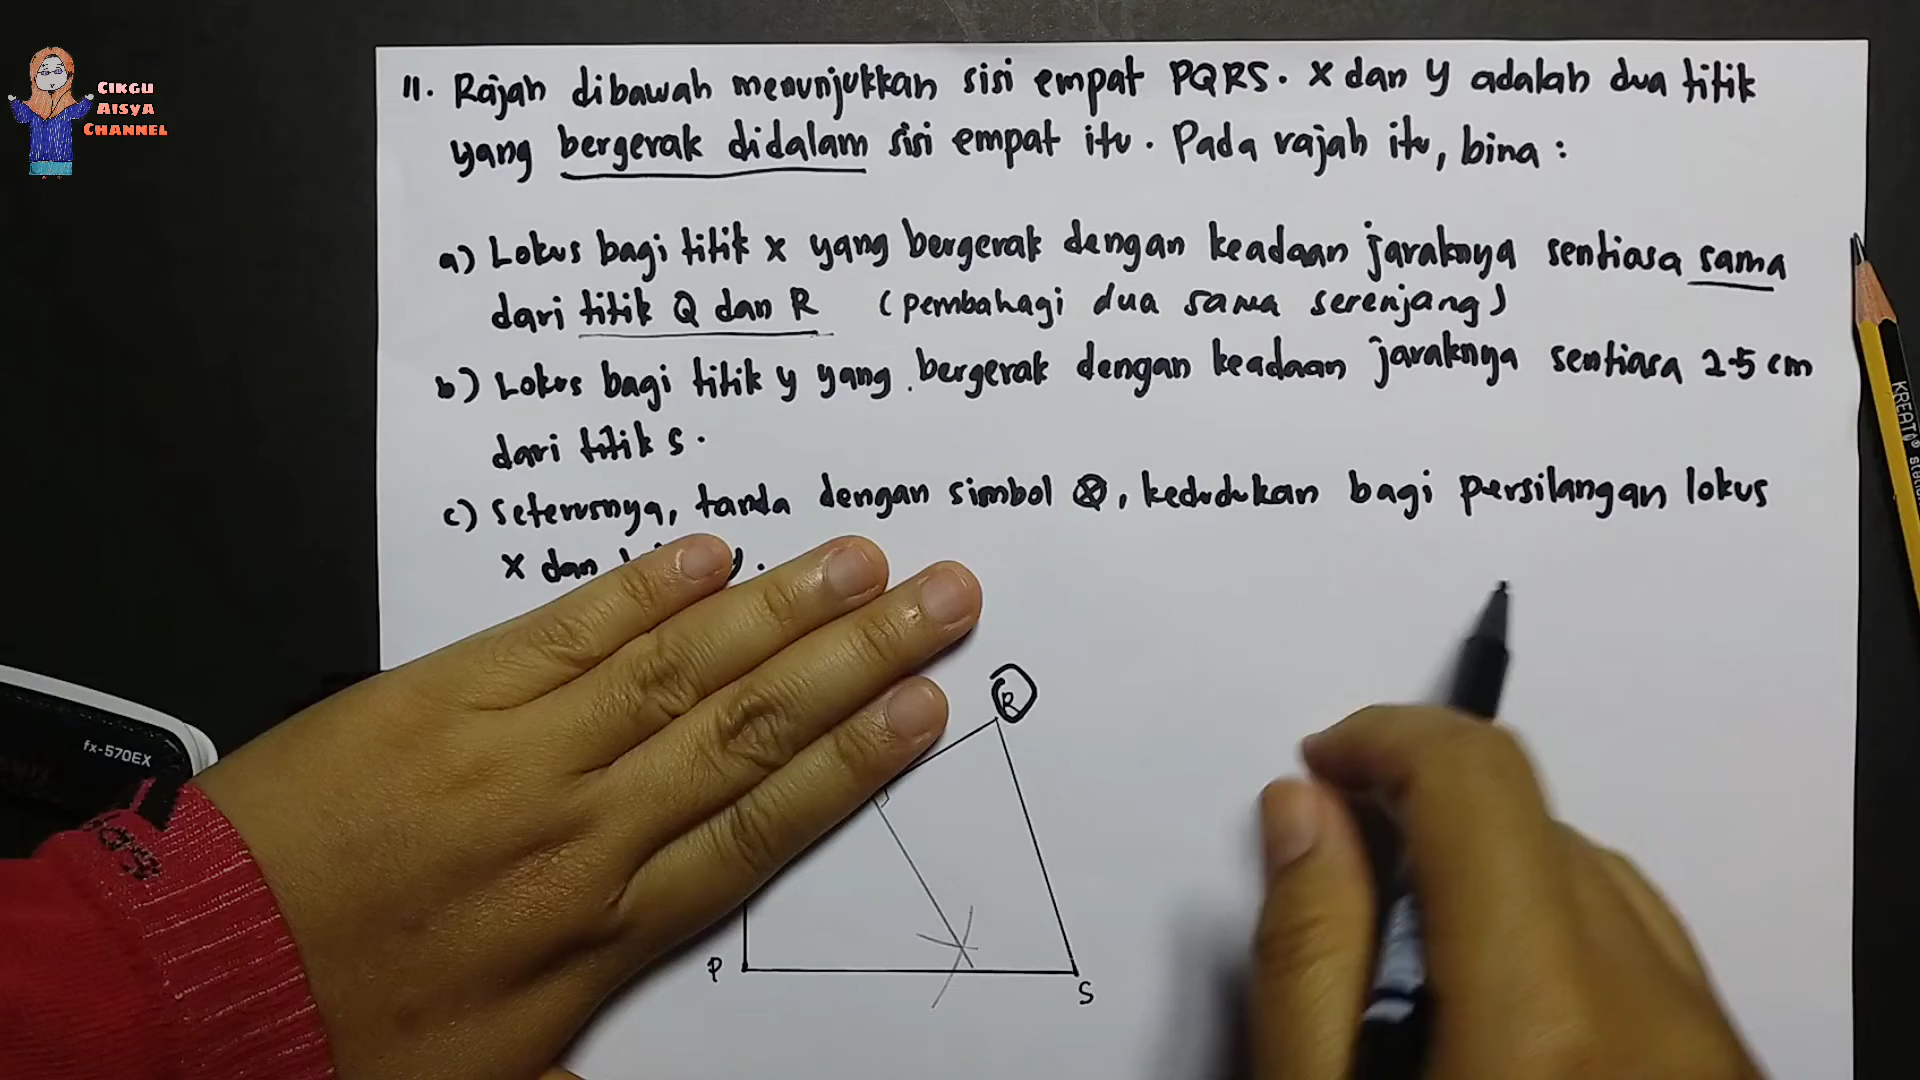 CIKGU
AISYA
CHANNEL
11. Rajah dibawah menunjukkan sisi empat PQRS. X dan Y adalah dua titik
yang bergerak didalam sisi empat itu. Pada rajah itu, bina :
a) Lokus bagi titik X yang bergerak dengan keadaan jaraknya sentiasa sama
dari titik Q dan R (pembahagi dua sama serenjang)
b) Lokus bagi titik y yang bergerak dengan keadaan jaraknya sentiasa 2.5 cm
dari titik S.
c) Seterusnya, tanda dengan simbol ⊗, kedudukan bagi persilangan lokus
X dan
R
fx-570EX
P
S